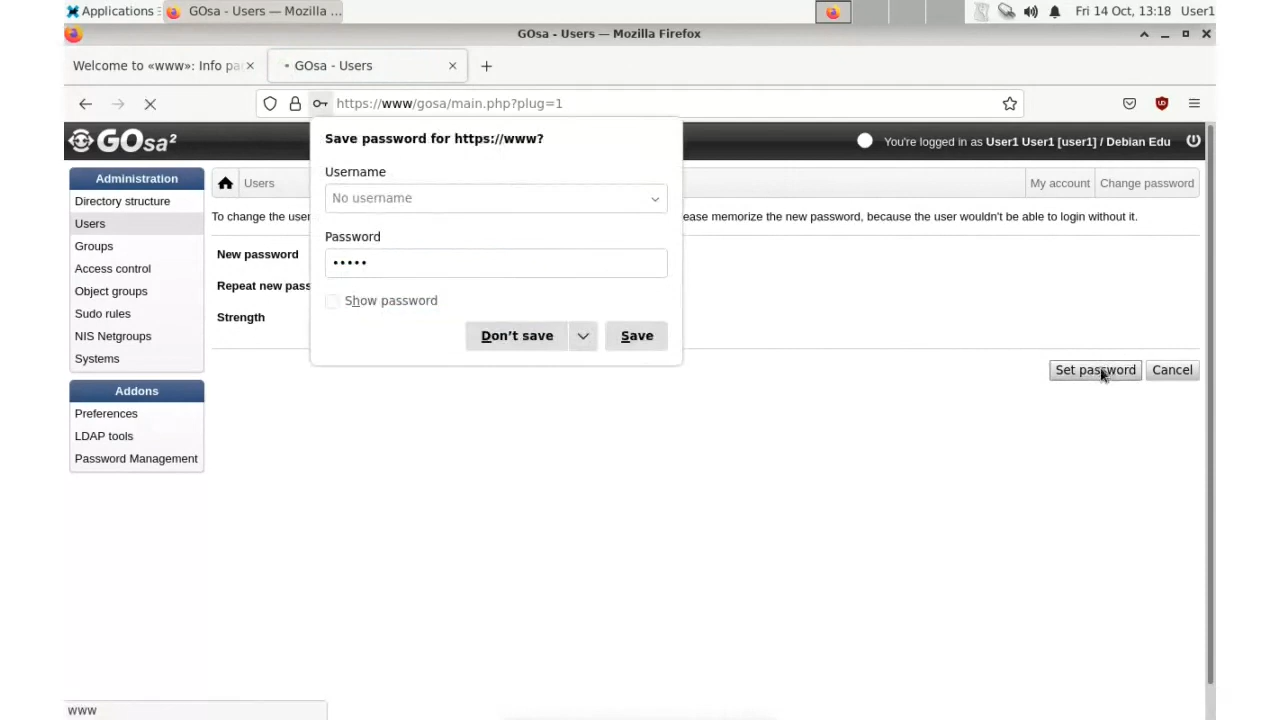 Applications
GOsa - Users — Mozilla ...
Fri 14 Oct, 13:18
User1
GOsa - Users — Mozilla Firefox
Welcome to «www»: Info pa
GOsa - Users
https://www/gosa/main.php?plug=1
GOsa²
You're logged in as User1 User1 [user1] / Debian Edu
Save password for https://www?
Username
No username
Password
•••••
Show password
Don't save
Save
Administration
Directory structure
Users
Groups
Access control
Object groups
Sudo rules
NIS Netgroups
Systems
Addons
Preferences
LDAP tools
Password Management
Users
My account
Change password
To change the user
ease memorize the new password, because the user wouldn't be able to login without it.
New password
Repeat new pass
Strength
Set password
Cancel
www